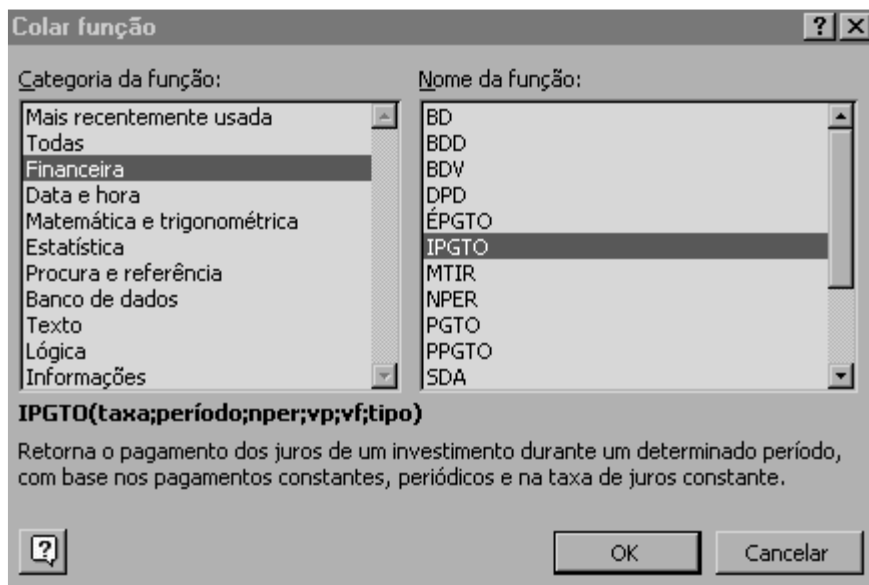 Colar função
Categoria da função:
Mais recentemente usada
Todas
Financeira
Data e hora
Matemática e trigonométrica
Estatística
Procura e referência
Banco de dados
Texto
Lógica
Informações
Nome da função:
BD
BDD
BDV
DPD
ÉPGTO
IPGTO
MTIR
NPER
PGTO
PPGTO
SDA
IPGTO(taxa;período;nper;vp;vf;tipo)
Retorna o pagamento dos juros de um investimento durante um determinado período,
com base nos pagamentos constantes, periódicos e na taxa de juros constante.
OK
Cancelar